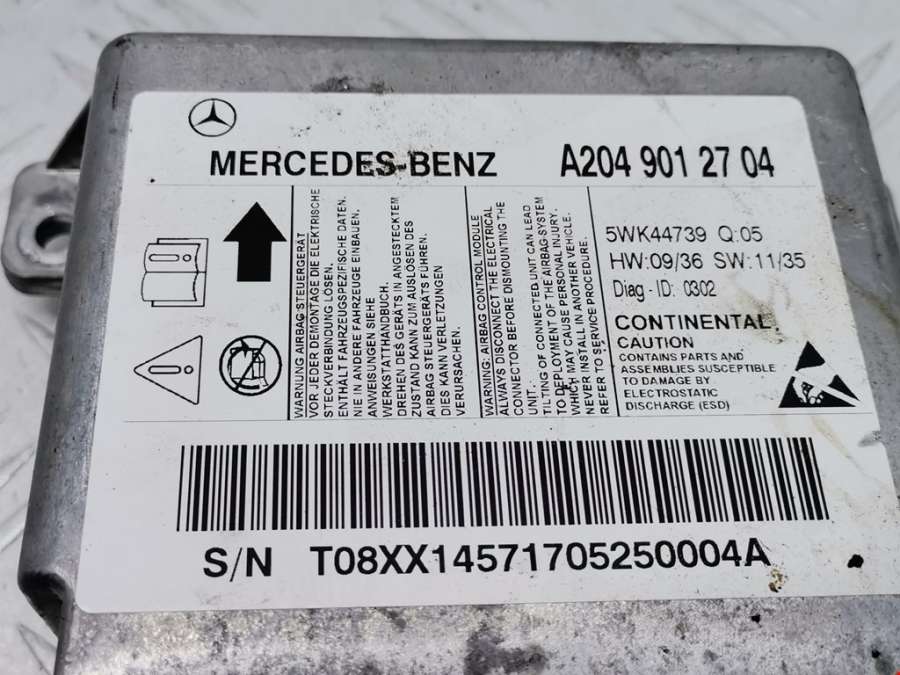 MERCEDES-BENZ A204 901 27 04
WARNUNG AIRBAG STEUERGERÄT
VOR JEDER DEMONTAGE DIE ELEKTRISCHE
STECKVERBINDUNG LÖSEN.
ENTHÄLT FAHRZEUGSPEZIFISCHE DATEN.
NIE IN ANDERE FAHRZEUGE EINBAUEN.
ANWEISUNGEN SIEH
WERKSTATTHANDBUCH.
DREHEN DES GERÄTS IN ANGESTECKTEM
ZUSTAND KANN ZUM AUSLÖSEN DES
AIRBAG STEUERGERÄTS FÜHREN.
DIES KANN VERLETZUNGEN
VERURSACHEN.
WARNING: AIRBAG CONTROL MODULE
ALWAYS DISCONNECT THE ELECTRICAL
CONNECTOR BEFORE DISMOUNTING THE
UNIT.
TILTING OF CONNECTED UNIT CAN LEAD
TO DEPLOYMENT OF THE AIRBAG-SYSTEM
WHICH MAY CAUSE PERSONAL INJURY.
NEVER INSTALL IN ANOTHER VEHICLE.
REFER TO SERVICE PROCEDURE
5WK44739 Q:05
HW:09/36 SW:11/35
Diag - ID: 0302
CONTINENTAL
CAUTION
CONTAINS PARTS AND
ASSEMBLIES SUSCEPTIBLE
TO DAMAGE BY
ELECTROSTATIC
DISCHARGE (ESD)
S/N T08XX14571705250004A